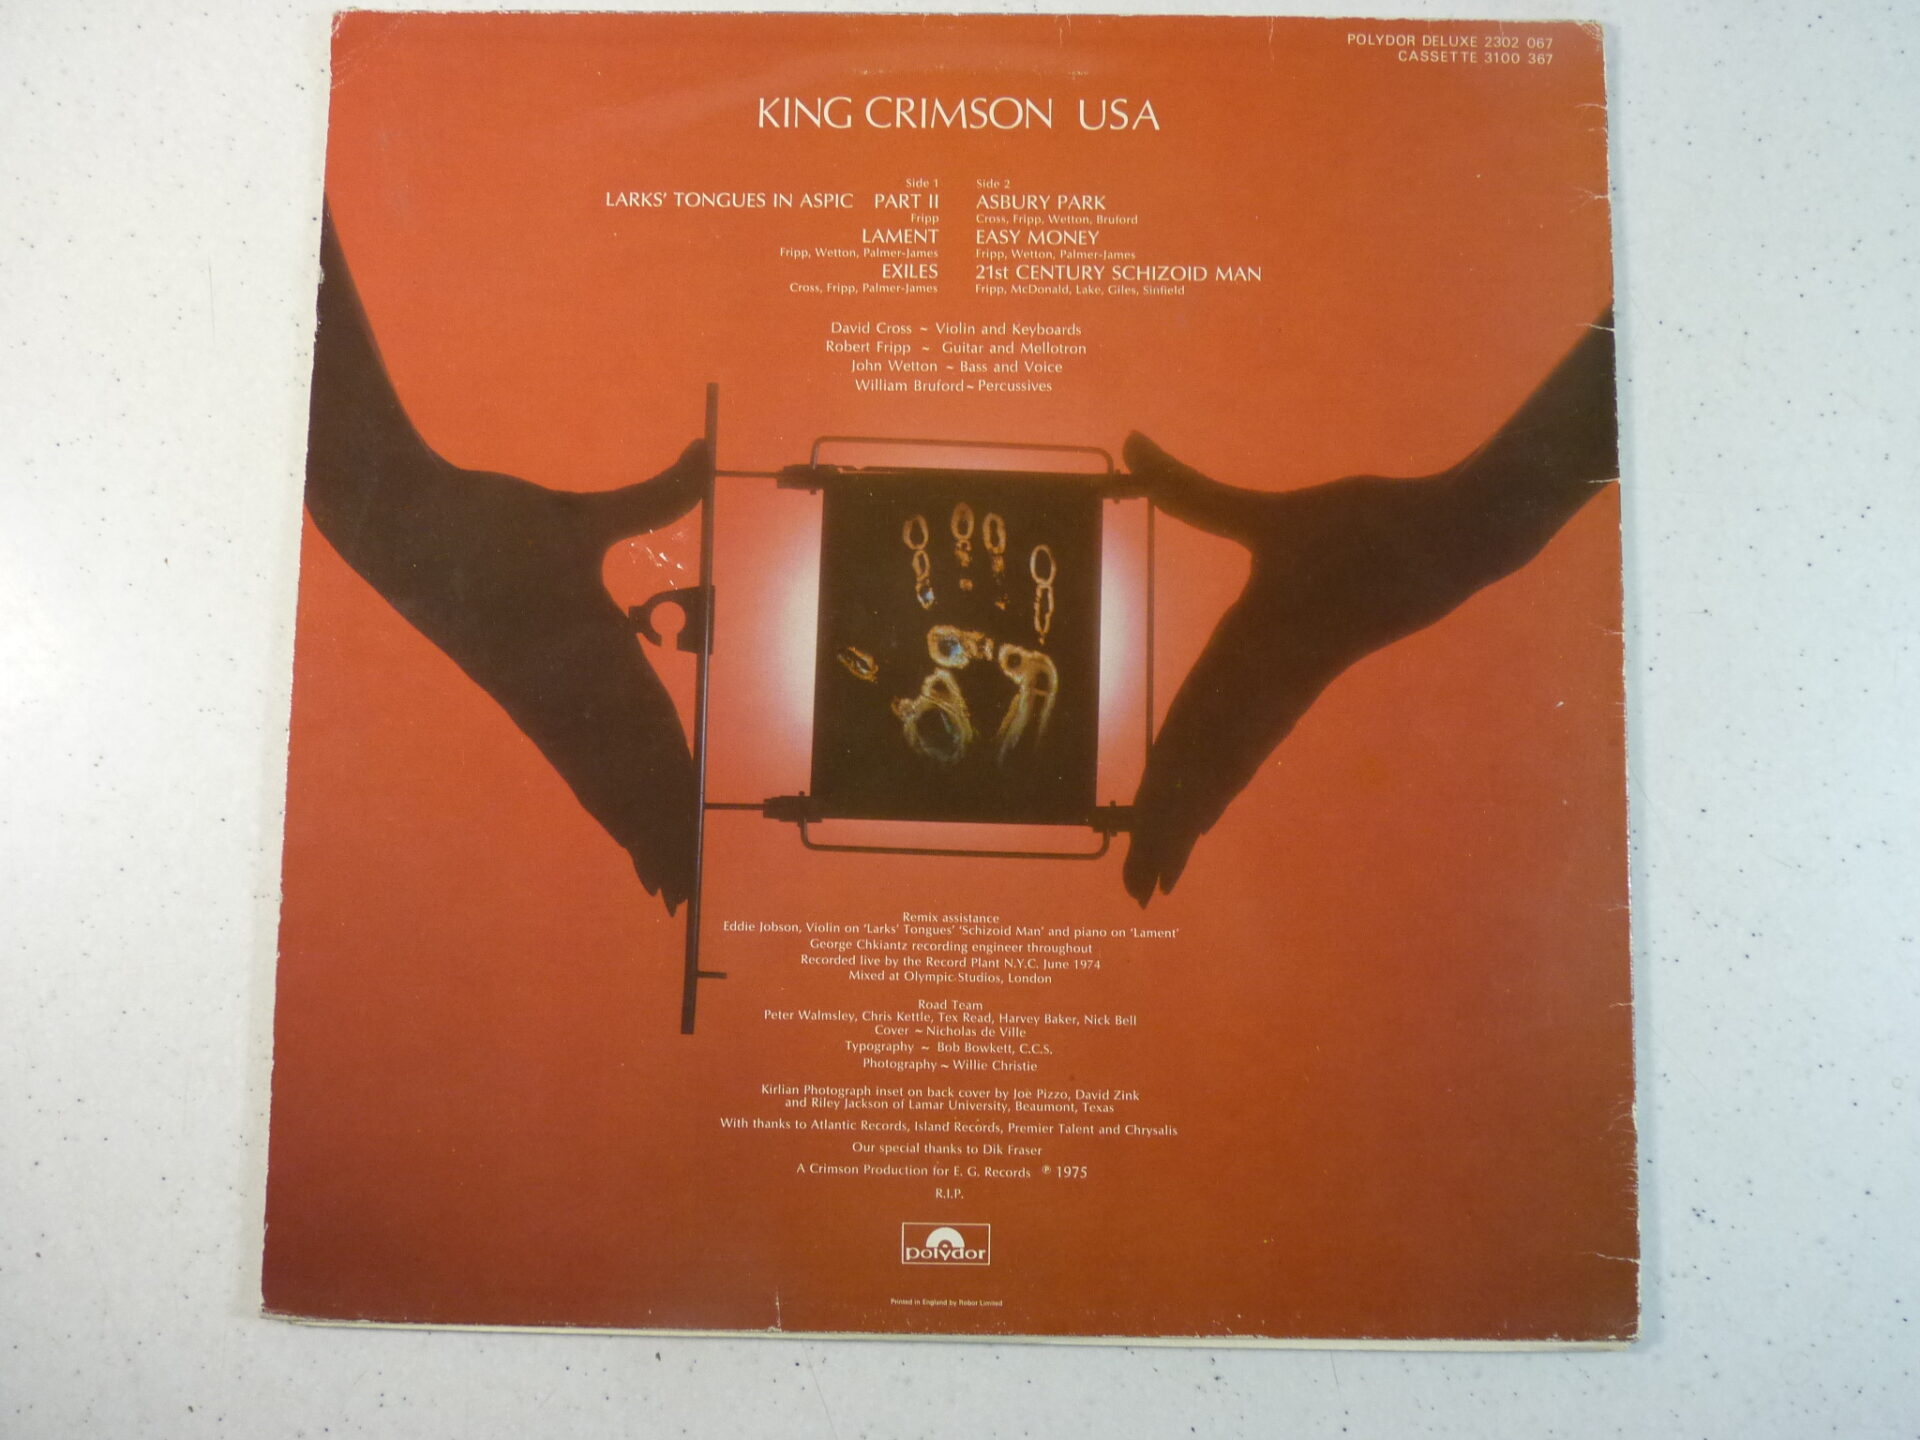 POLYDOR DELUXE 2302 067
CASSETTE 3100 367
KING CRIMSON USA
Side 1
LARKS' TONGUES IN ASPIC PART II
Fripp
LAMENT
Fripp, Wetton, Palmer-James
EXILES
Cross, Fripp, Palmer-James
Side 2
ASBURY PARK
Cross, Fripp, Wetton, Bruford
EASY MONEY
Fripp, Wetton, Palmer-James
21st CENTURY SCHIZOID MAN
Fripp, McDonald, Lake, Giles, Sinfield
David Cross ~ Violin and Keyboards
Robert Fripp ~ Guitar and Mellotron
John Wetton ~ Bass and Voice
William Bruford ~ Percussives
Remix assistance
Eddie Jobson, Violin on 'Larks' Tongues' 'Schizoid Man' and piano on 'Lament'
George Chkiantz recording engineer throughout
Recorded live by the Record Plant N.Y.C. June 1974
Mixed at Olympic Studios, London
Road Team
Peter Walmsley, Chris Kettle, Tex Read, Harvey Baker, Nick Bell
Cover ~ Nicholas de Ville
Typography ~ Bob Bowkett, C.C.S.
Photography ~ Willie Christie
Kirlian Photograph inset on back cover by Joe Pizzo, David Zink
and Riley Jackson of Lamar University, Beaumont, Texas
With thanks to Atlantic Records, Island Records, Premier Talent and Chrysalis
Our special thanks to Dik Fraser
A Crimson Production for E. G. Records ℗ 1975
R.I.P.
polydor
Printed in England by Robor Limited